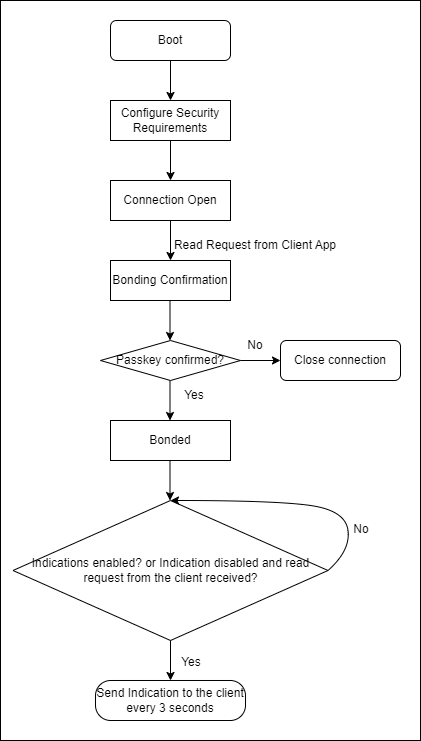 Boot
Configure Security
Requirements
Connection Open
Read Request from Client App
Bonding Confirmation
Passkey confirmed?
No
Close connection
Yes
Bonded
No
Indications enabled? or Indication disabled and read
request from the client received?
Yes
Send Indication to the client
every 3 seconds